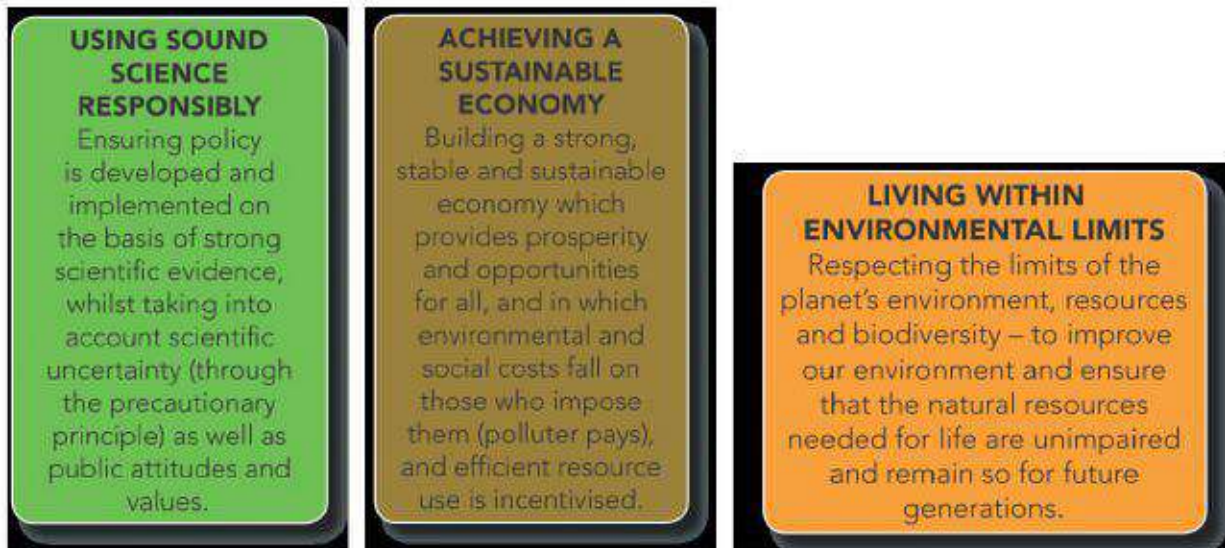 USING SOUND
SCIENCE
RESPONSIBLY
Ensuring policy
is developed and
implemented on
the basis of strong
scientific evidence,
whilst taking into
account scientific
uncertainty (through
the precautionary
principle) as well as
public attitudes and
values.
ACHIEVING A
SUSTAINABLE
ECONOMY
Building a strong,
stable and sustainable
economy which
provides prosperity
and opportunities
for all, and in which
environmental and
social costs fall on
those who impose
them (polluter pays),
and efficient resource
use is incentivised.
LIVING WITHIN
ENVIRONMENTAL LIMITS
Respecting the limits of the
planet's environment, resources
and biodiversity – to improve
our environment and ensure
that the natural resources
needed for life are unimpaired
and remain so for future
generations.